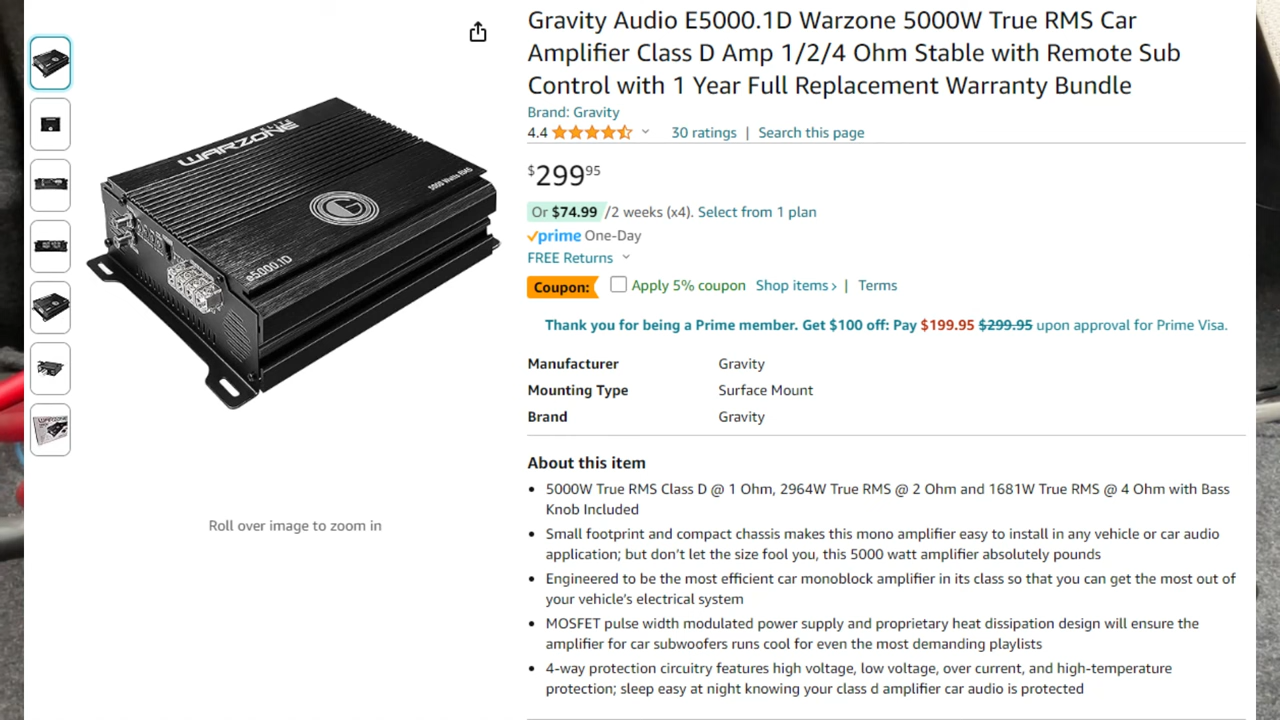 Gravity Audio E5000.1D Warzone 5000W True RMS Car
Amplifier Class D Amp 1/2/4 Ohm Stable with Remote Sub
Control with 1 Year Full Replacement Warranty Bundle
Brand: Gravity
4.4 30 ratings | Search this page
$299.95
Or $74.99 /2 weeks (x4). Select from 1 plan
prime One-Day
FREE Returns
Coupon: Apply 5% coupon Shop items | Terms
Thank you for being a Prime member. Get $100 off: Pay $199.95 $299.95 upon approval for Prime Visa.
Manufacturer Gravity
Mounting Type Surface Mount
Brand Gravity
About this item
• 5000W True RMS Class D @ 1 Ohm, 2964W True RMS @ 2 Ohm and 1681W True RMS @ 4 Ohm with Bass
Knob Included
• Small footprint and compact chassis makes this mono amplifier easy to install in any vehicle or car audio
application; but don't let the size fool you, this 5000 watt amplifier absolutely pounds
• Engineered to be the most efficient car monoblock amplifier in its class so that you can get the most out of
your vehicle's electrical system
• MOSFET pulse width modulated power supply and proprietary heat dissipation design will ensure the
amplifier for car subwoofers runs cool for even the most demanding playlists
• 4-way protection circuitry features high voltage, low voltage, over current, and high-temperature
protection; sleep easy at night knowing your class d amplifier car audio is protected
WARZONE
5000 Watts RMS
e5000.1D
Roll over image to zoom in